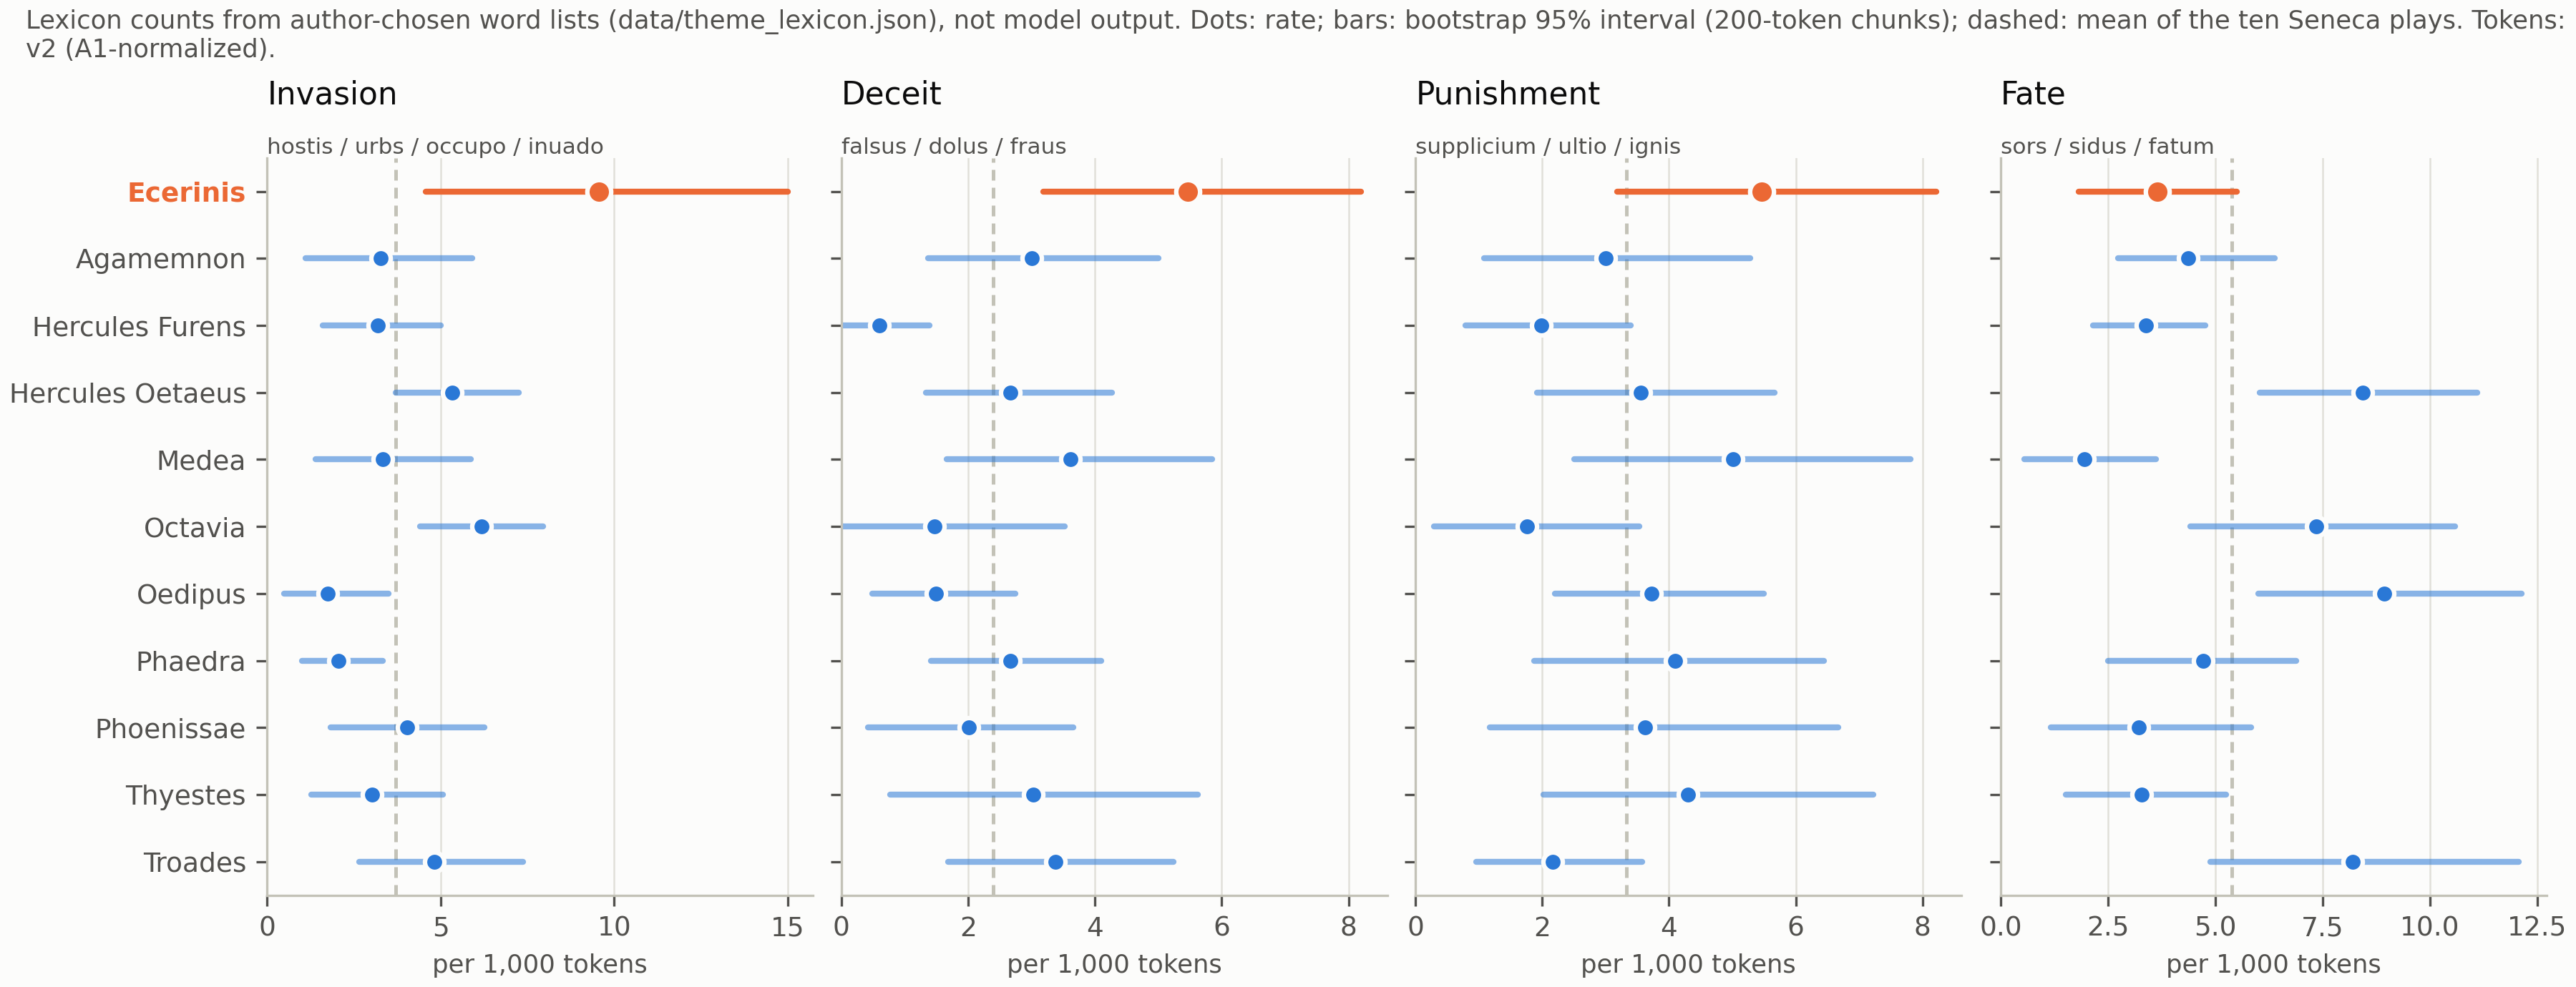 Lexicon counts from author-chosen word lists (data/theme_lexicon.json), not model output. Dots: rate; bars: bootstrap 95% interval (200-token chunks); dashed: mean of the ten Seneca plays. Tokens:
v2 (A1-normalized).
Invasion
hostis / urbs / occupo / inuado
Deceit
falsus / dolus / fraus
Punishment
supplicium / ultio / ignis
Fate
sors / sidus / fatum
Ecerinis
Agamemnon
Hercules Furens
Hercules Oetaeus
Medea
Octavia
Oedipus
Phaedra
Phoenissae
Thyestes
Troades
0 5 10 15
per 1,000 tokens
0 2 4 6 8
per 1,000 tokens
0 2 4 6 8
per 1,000 tokens
0.0 2.5 5.0 7.5 10.0 12.5
per 1,000 tokens